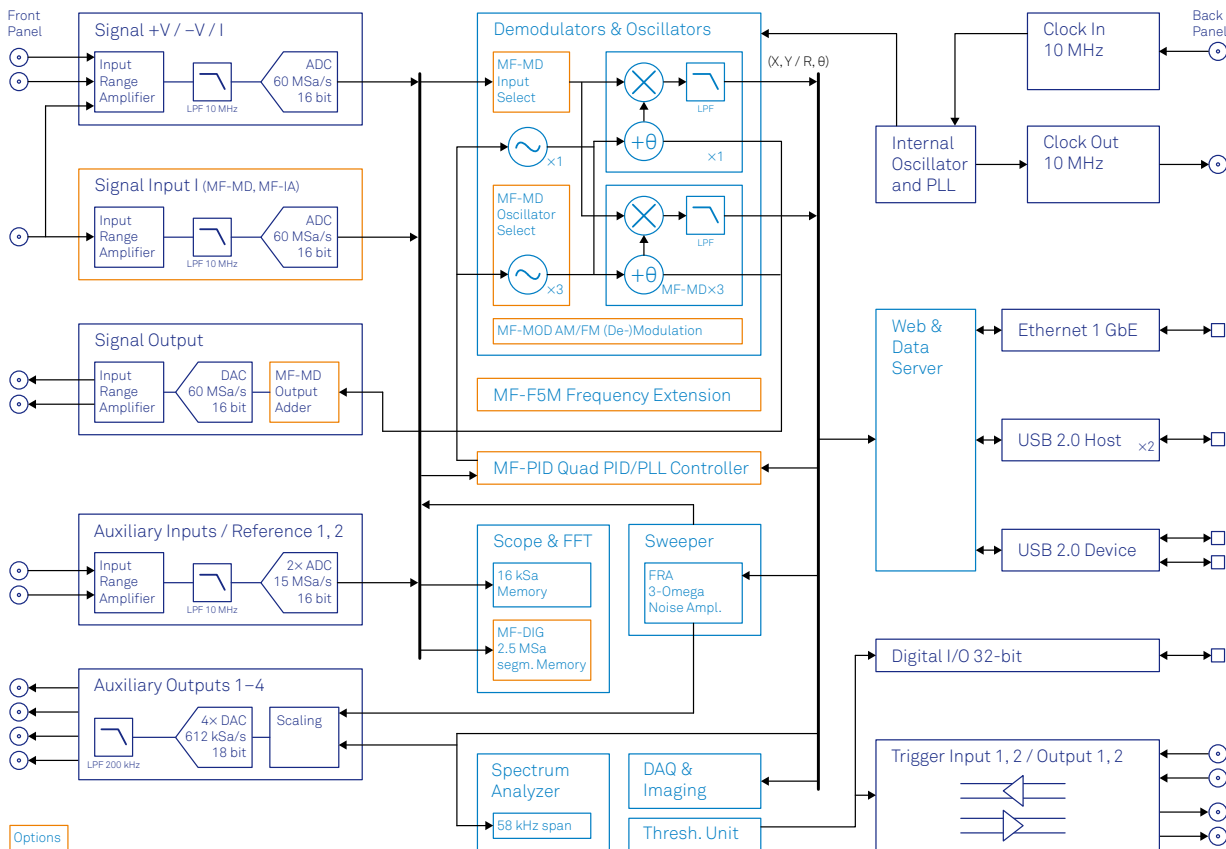 Front
Panel
Signal +V / –V / I
Input
Range
Amplifier
LPF 10 MHz
ADC
60 MSa/s
16 bit
Signal Input I (MF-MD, MF-IA)
Input
Range
Amplifier
LPF 10 MHz
ADC
60 MSa/s
16 bit
Signal Output
Input
Range
Amplifier
DAC
60 MSa/s
16 bit
MF-MD
Output
Adder
Auxiliary Inputs / Reference 1, 2
Input
Range
Amplifier
LPF 10 MHz
2× ADC
15 MSa/s
16 bit
Auxiliary Outputs 1–4
LPF 200 kHz
4× DAC
612 kSa/s
18 bit
Scaling
Options
Demodulators & Oscillators
MF-MD
Input
Select
×1
LPF
+θ
×1
MF-MD
Oscillator
Select
×3
LPF
+θ
MF-MD×3
MF-MOD AM/FM (De-)Modulation
(X, Y / R, θ)
MF-F5M Frequency Extension
MF-PID Quad PID/PLL Controller
Scope & FFT
16 kSa
Memory
MF-DIG
2.5 MSa
segm. Memory
Sweeper
FRA
3-Omega
Noise Ampl.
Spectrum
Analyzer
58 kHz span
DAQ &
Imaging
Thresh. Unit
Back
Panel
Clock In
10 MHz
Internal
Oscillator
and PLL
Clock Out
10 MHz
Web &
Data
Server
Ethernet 1 GbE
USB 2.0 Host
×2
USB 2.0 Device
Digital I/O 32-bit
Trigger Input 1, 2 / Output 1, 2